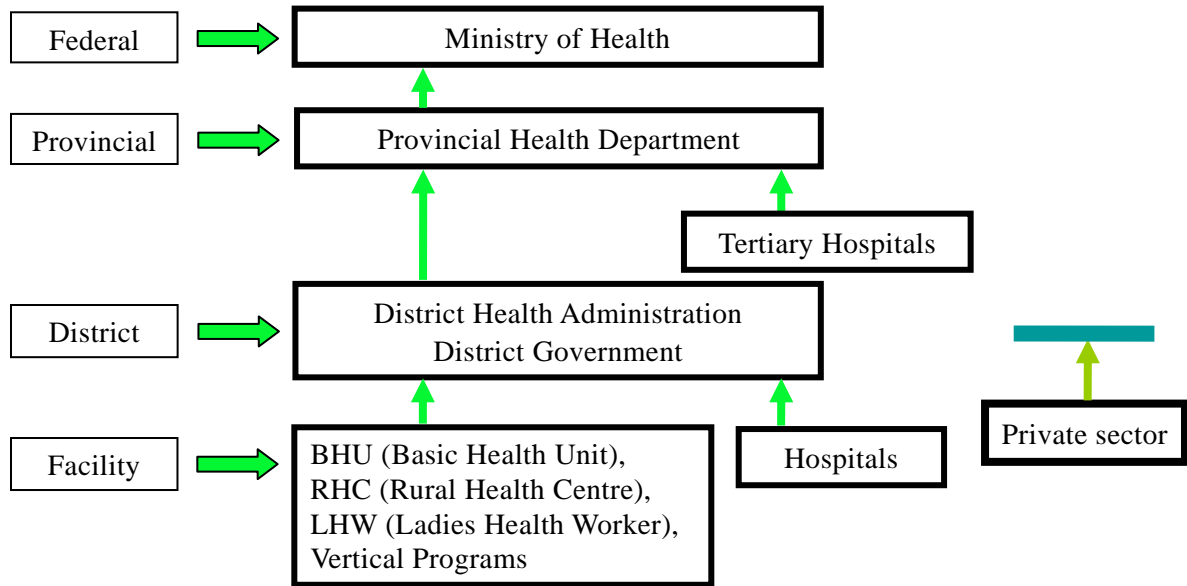 Federal
Ministry of Health
Provincial
Provincial Health Department
Tertiary Hospitals
District
District Health Administration
District Government
Facility
BHU (Basic Health Unit),
RHC (Rural Health Centre),
LHW (Ladies Health Worker),
Vertical Programs
Hospitals
Private sector